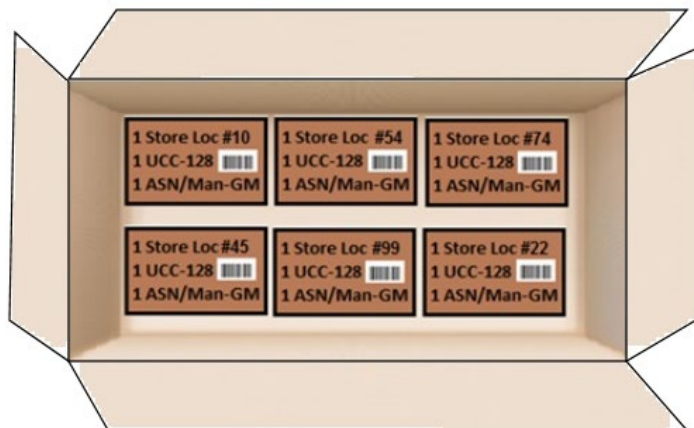 1 Store Loc #10
1 UCC-128
1 ASN/Man-GM
1 Store Loc #54
1 UCC-128
1 ASN/Man-GM
1 Store Loc #74
1 UCC-128
1 ASN/Man-GM
1 Store Loc#45
1 UCC-128
1 ASN/Man-GM
1 Store Loc #99
1 UCC-128
1 ASN/Man-GM
1 Store Loc #22
1 UCC-128
1 ASN/Man-GM